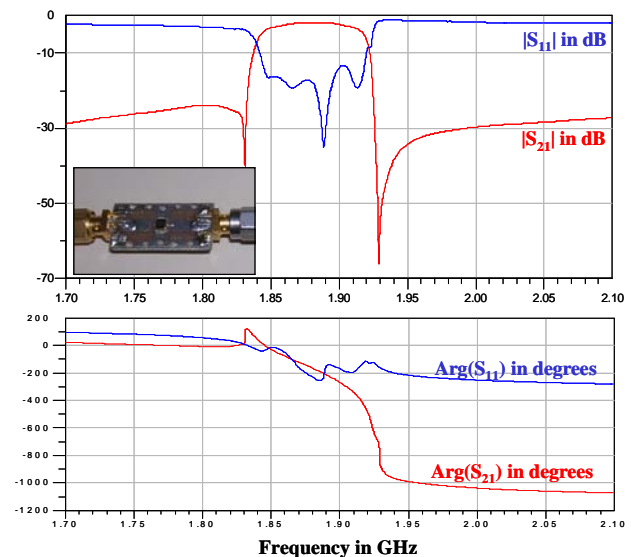 -10
|S11| in dB
-30
|S21| in dB
-50
-70
1.70 1.75 1.80 1.85 1.90 1.95 2.00 2.05 2.10
200
0
-200
Arg(S11) in degrees
-400
-600
-800
Arg(S21) in degrees
-1000
-1200
1.70 1.75 1.80 1.85 1.90 1.95 2.00 2.05 2.10
Frequency in GHz